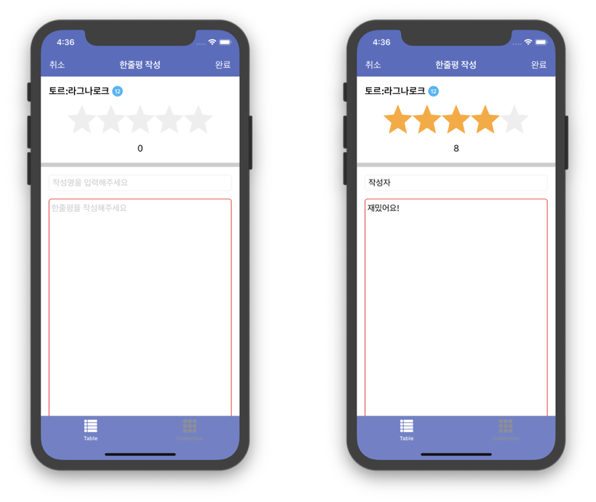 4:36
취소 한줄평 작성 완료
토르:라그나로크 12
0
작성명을 입력해주세요
한줄평을 작성해주세요
Table
4:36
취소 한줄평 작성 완료
토르:라그나로크 12
8
작성자
재밌어요!
Table